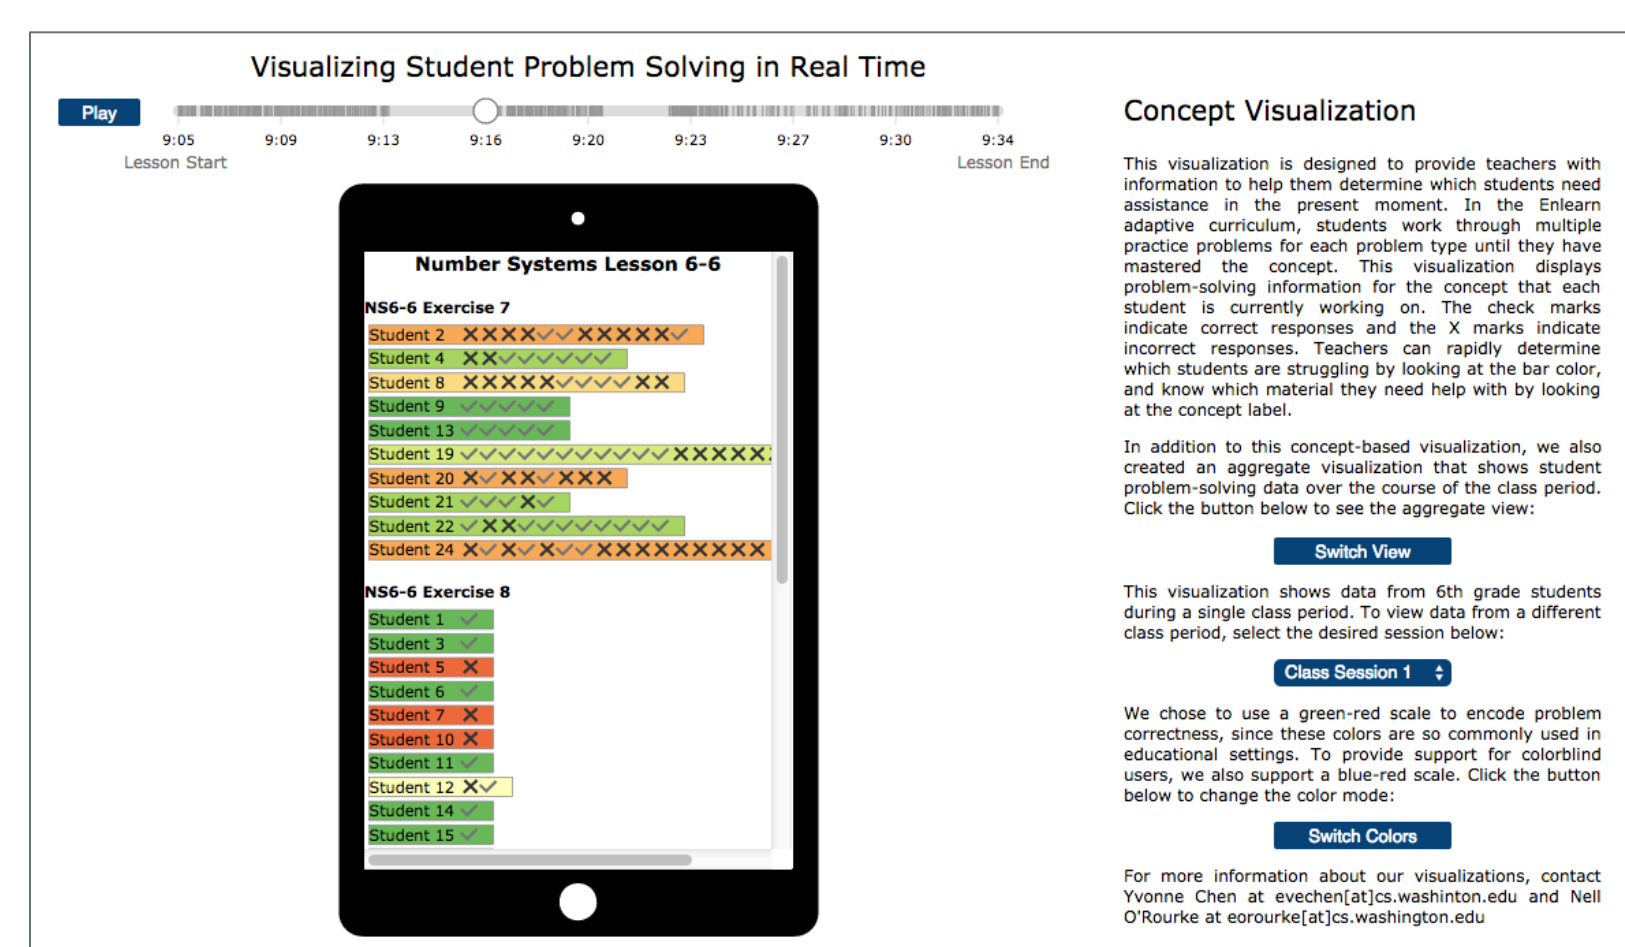 Visualizing Student Problem Solving in Real Time
Play
9:05 9:09 9:13 9:16 9:20 9:23 9:27 9:30 9:34
Lesson Start Lesson End
Number Systems Lesson 6-6
NS6-6 Exercise 7
Student 2 ✕✕✕✕✓✓✕✕✕✕✕✓
Student 4 ✕✕✓✓✓✓✓✓
Student 8 ✕✕✕✕✕✓✓✓✓✕✕
Student 9 ✓✓✓✓✓
Student 13 ✓✓✓✓✓
Student 19 ✓✓✓✓✓✓✓✓✓✓✓✕✕✕✕✕
Student 20 ✕✓✕✕✓✕✕✕
Student 21 ✓✓✓✕✓
Student 22 ✓✕✕✓✓✓✓✓✓✓✓
Student 24 ✕✓✕✓✕✓✓✕✕✕✕✕✕✕✕✕
NS6-6 Exercise 8
Student 1 ✓
Student 3 ✓
Student 5 ✕
Student 6 ✓
Student 7 ✕
Student 10 ✕
Student 11 ✓
Student 12 ✕✓
Student 14 ✓
Student 15 ✓
Concept Visualization
This visualization is designed to provide teachers with
information to help them determine which students need
assistance in the present moment. In the Enlearn
adaptive curriculum, students work through multiple
practice problems for each problem type until they have
mastered the concept. This visualization displays
problem-solving information for the concept that each
student is currently working on. The check marks
indicate correct responses and the X marks indicate
incorrect responses. Teachers can rapidly determine
which students are struggling by looking at the bar color,
and know which material they need help with by looking
at the concept label.
In addition to this concept-based visualization, we also
created an aggregate visualization that shows student
problem-solving data over the course of the class period.
Click the button below to see the aggregate view:
Switch View
This visualization shows data from 6th grade students
during a single class period. To view data from a different
class period, select the desired session below:
Class Session 1
We chose to use a green-red scale to encode problem
correctness, since these colors are so commonly used in
educational settings. To provide support for colorblind
users, we also support a blue-red scale. Click the button
below to change the color mode:
Switch Colors
For more information about our visualizations, contact
Yvonne Chen at evechen[at]cs.washinton.edu and Nell
O'Rourke at eorourke[at]cs.washington.edu